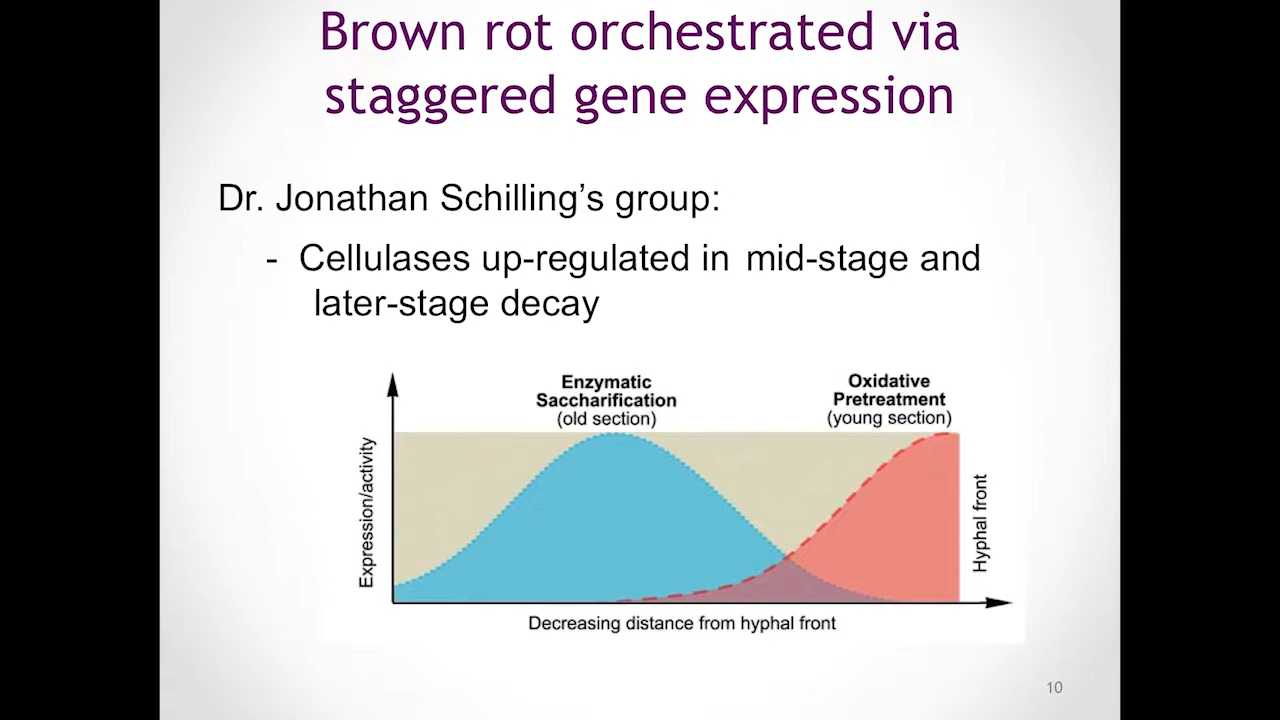 Brown rot orchestrated via
staggered gene expression
Dr. Jonathan Schilling's group:
- Cellulases up-regulated in mid-stage and
later-stage decay
Enzymatic
Saccharification
(old section)
Oxidative
Pretreatment
(young section)
Expression/activity
Hyphal front
Decreasing distance from hyphal front
10